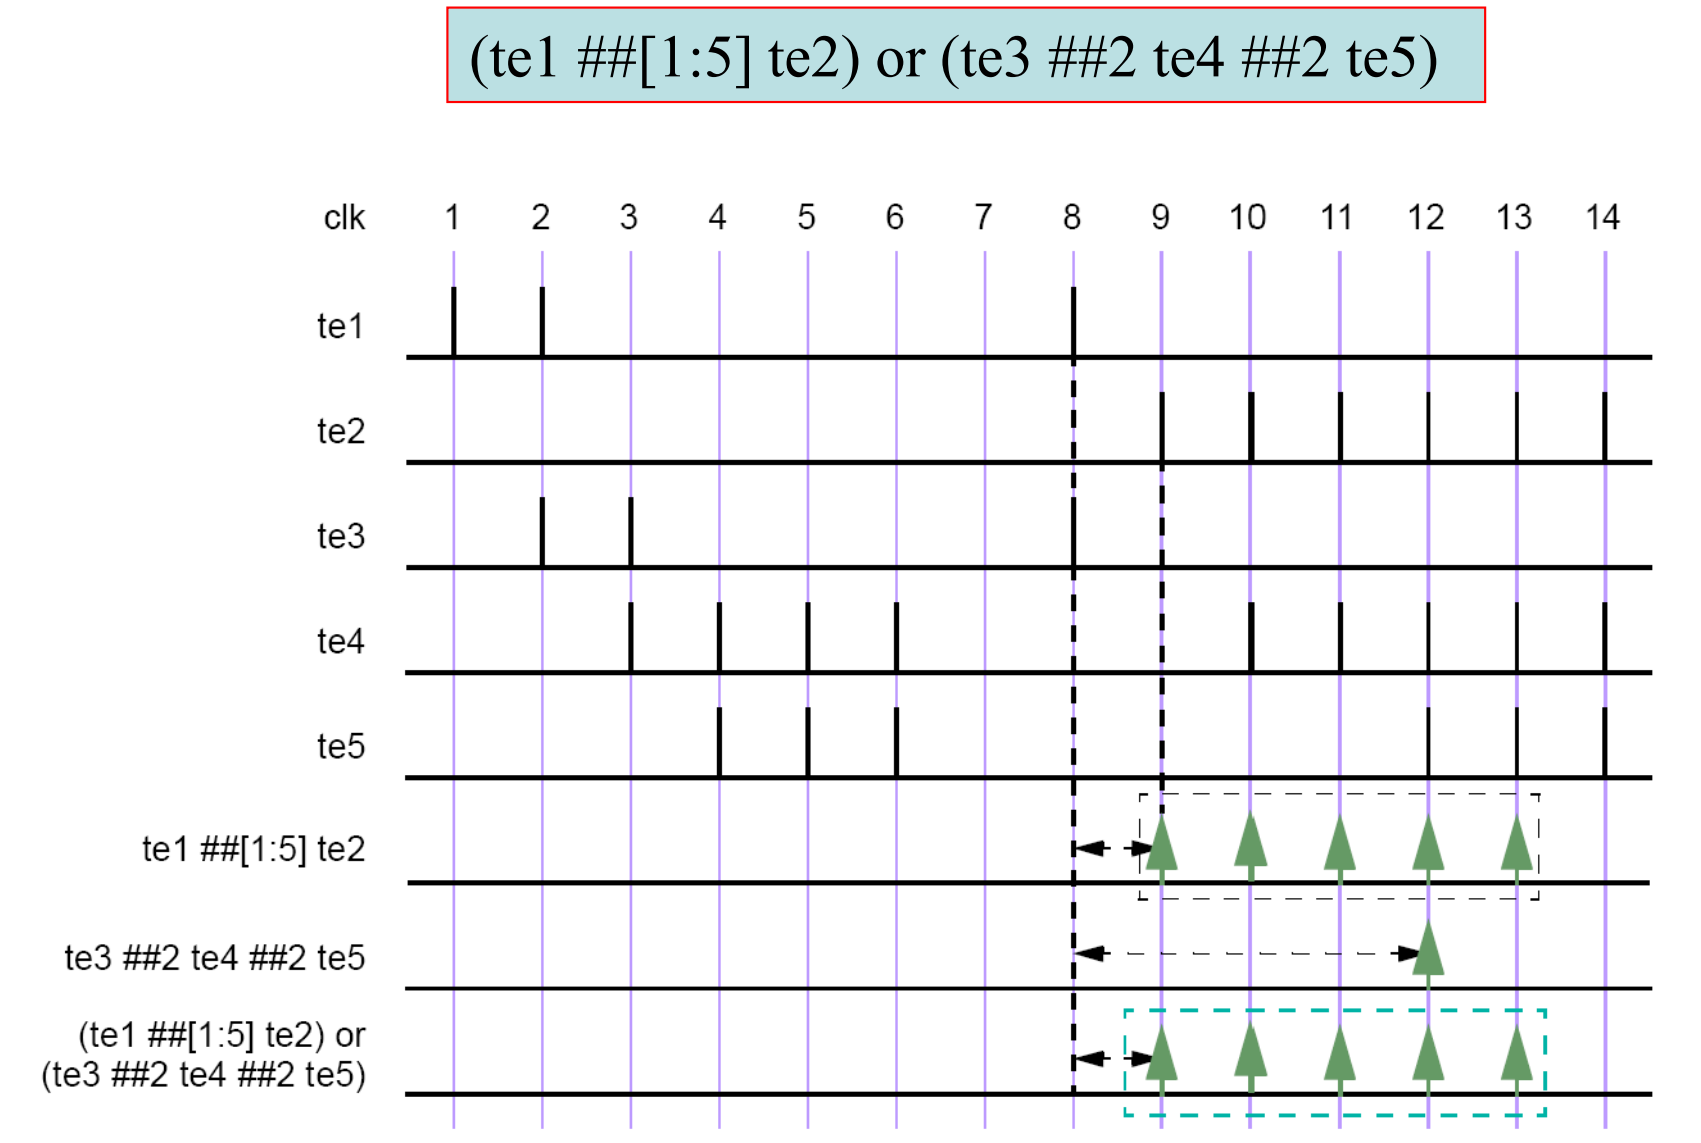 (te1 ##[1:5] te2) or (te3 ##2 te4 ##2 te5)
clk 1 2 3 4 5 6 7 8 9 10 11 12 13 14
te1
te2
te3
te4
te5
te1 ##[1:5] te2
te3 ##2 te4 ##2 te5
(te1 ##[1:5] te2) or
(te3 ##2 te4 ##2 te5)